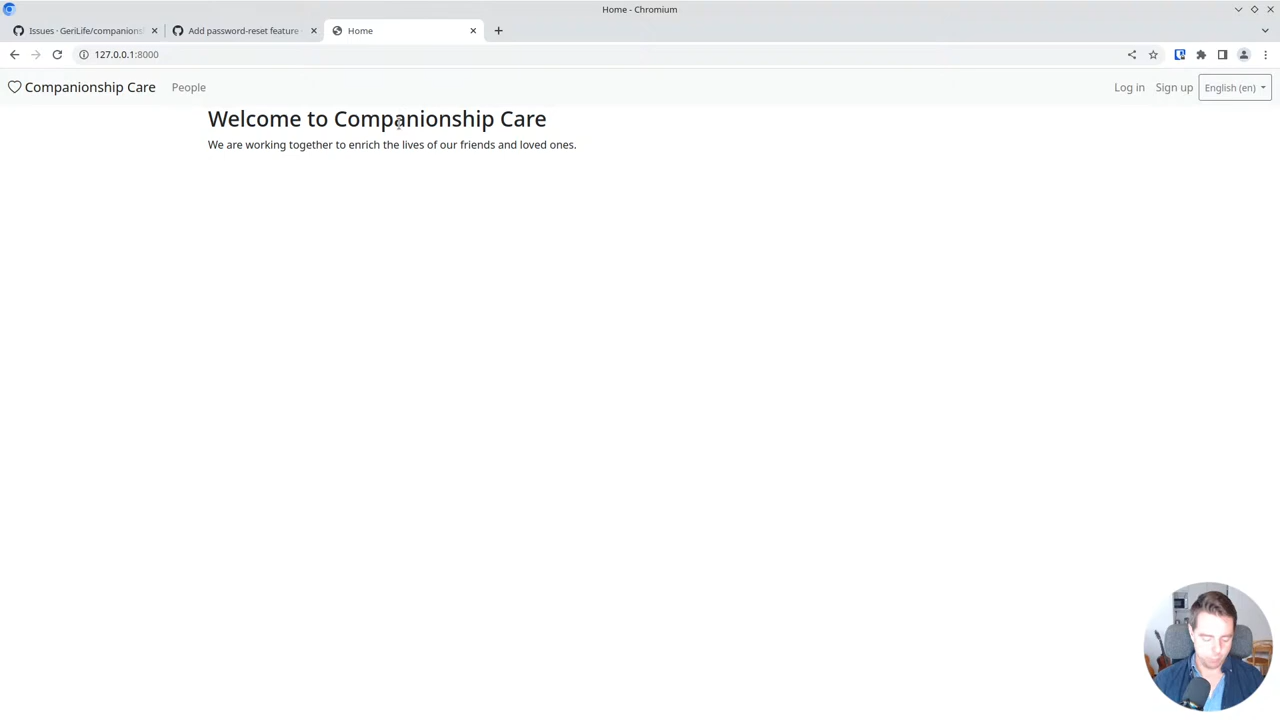 Home - Chromium
Issues · GeriLife/companions
Add password-reset feature ·
Home
127.0.0.1:8000
Companionship Care
People
Log in
Sign up
English (en)
Welcome to Companionship Care
We are working together to enrich the lives of our friends and loved ones.